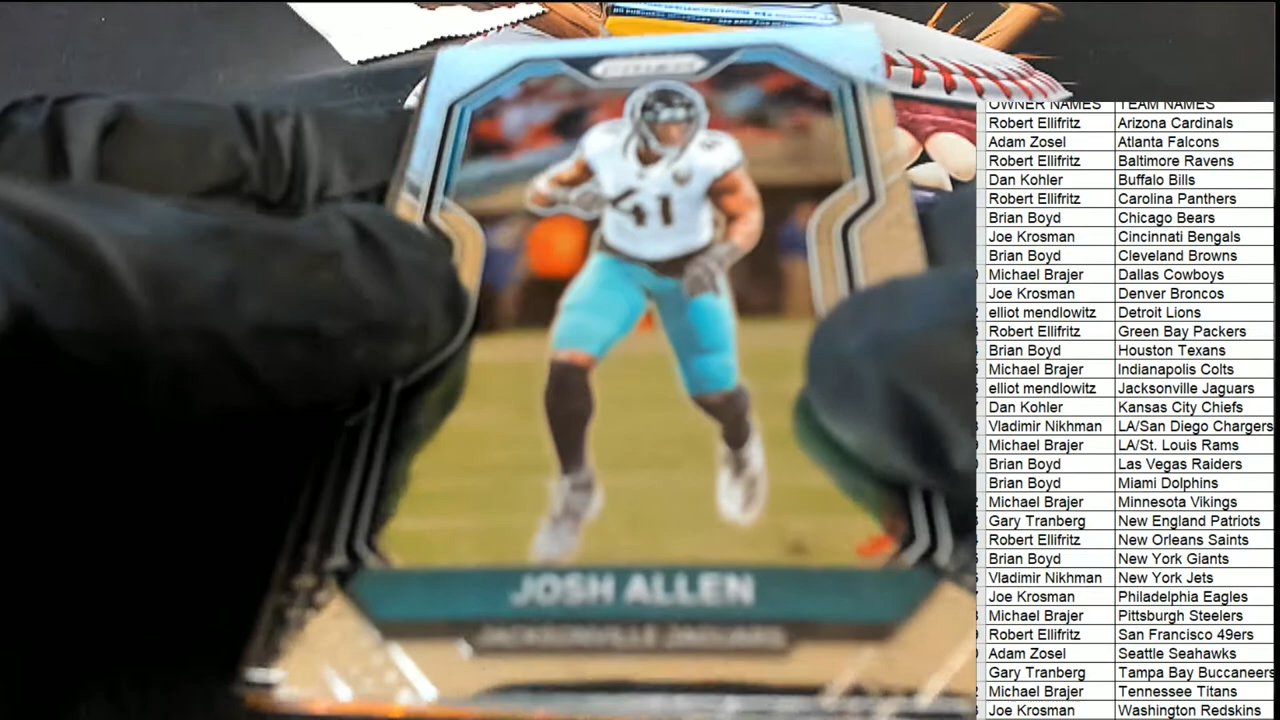 OWNER NAMES TEAM NAMES
Robert Ellifritz Arizona Cardinals
Adam Zosel Atlanta Falcons
Robert Ellifritz Baltimore Ravens
Dan Kohler Buffalo Bills
Robert Ellifritz Carolina Panthers
Brian Boyd Chicago Bears
Joe Krosman Cincinnati Bengals
Brian Boyd Cleveland Browns
Michael Brajer Dallas Cowboys
Joe Krosman Denver Broncos
elliot mendlowitz Detroit Lions
Robert Ellifritz Green Bay Packers
Brian Boyd Houston Texans
Michael Brajer Indianapolis Colts
elliot mendlowitz Jacksonville Jaguars
Dan Kohler Kansas City Chiefs
Vladimir Nikhman LA/San Diego Chargers
Michael Brajer LA/St. Louis Rams
Brian Boyd Las Vegas Raiders
Brian Boyd Miami Dolphins
Michael Brajer Minnesota Vikings
Gary Tranberg New England Patriots
Robert Ellifritz New Orleans Saints
Brian Boyd New York Giants
Vladimir Nikhman New York Jets
Joe Krosman Philadelphia Eagles
Michael Brajer Pittsburgh Steelers
Robert Ellifritz San Francisco 49ers
Adam Zosel Seattle Seahawks
Gary Tranberg Tampa Bay Buccaneers
Michael Brajer Tennessee Titans
Joe Krosman Washington Redskins
41
JOSH ALLEN
JACKSONVILLE JAGUARS